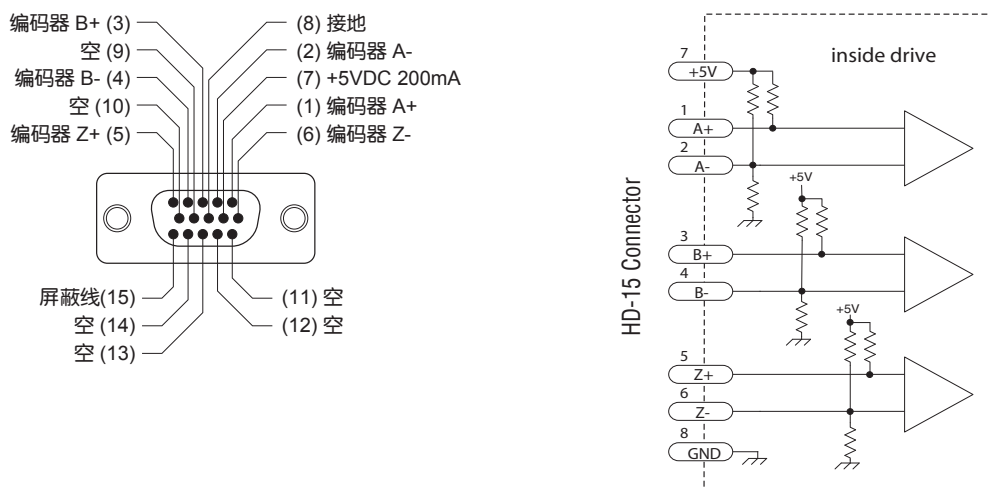 编码器 B+ (3)
空 (9)
编码器 B- (4)
空 (10)
编码器 Z+ (5)
(8) 接地
(2) 编码器 A-
(7) +5VDC 200mA
(1) 编码器 A+
(6) 编码器 Z-
屏蔽线(15)
空 (14)
空 (13)
(11) 空
(12) 空
HD-15 Connector
inside drive
7
+5V
1
A+
2
A-
+5V
3
B+
4
B-
+5V
5
Z+
6
Z-
8
GND